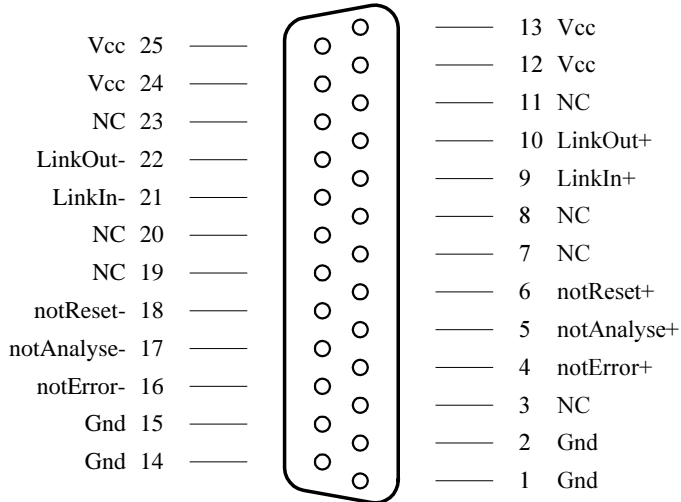 Vcc 25
Vcc 24
NC 23
LinkOut- 22
LinkIn- 21
NC 20
NC 19
notReset- 18
notAnalyse- 17
notError- 16
Gnd 15
Gnd 14
13 Vcc
12 Vcc
11 NC
10 LinkOut+
9 LinkIn+
8 NC
7 NC
6 notReset+
5 notAnalyse+
4 notError+
3 NC
2 Gnd
1 Gnd